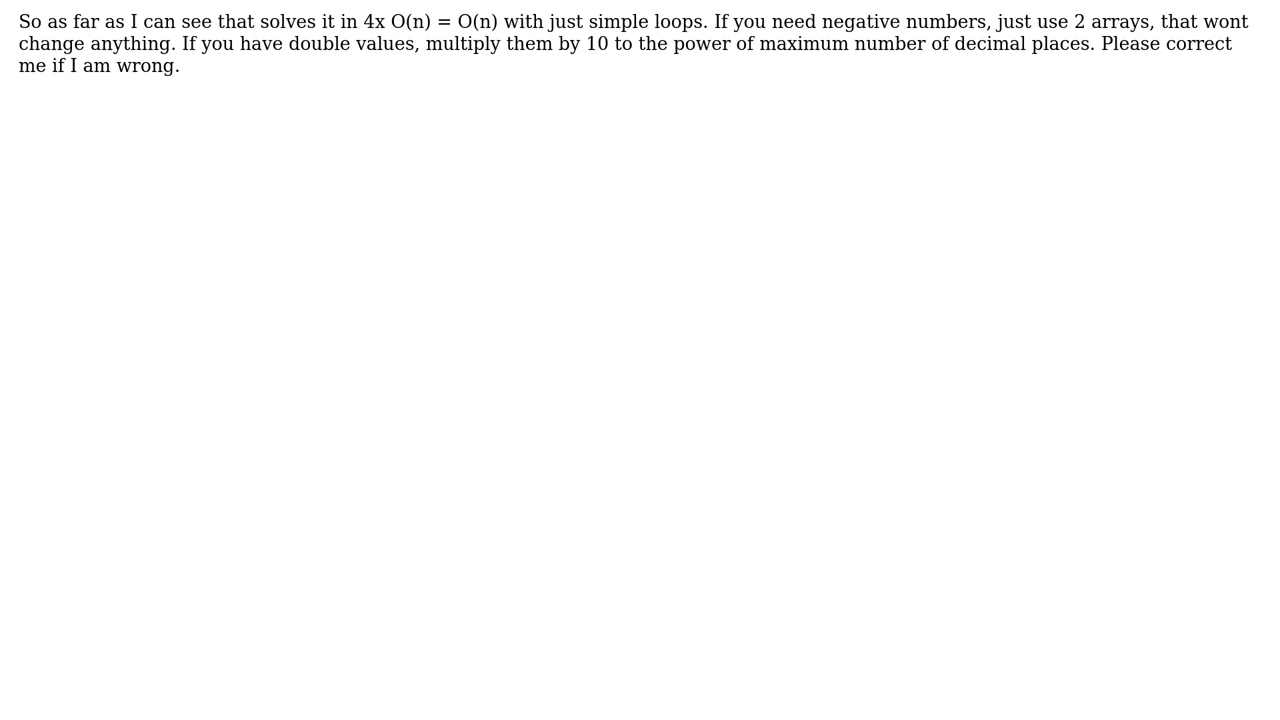 So as far as I can see that solves it in 4x O(n) = O(n) with just simple loops. If you need negative numbers, just use 2 arrays, that wont
change anything. If you have double values, multiply them by 10 to the power of maximum number of decimal places. Please correct
me if I am wrong.